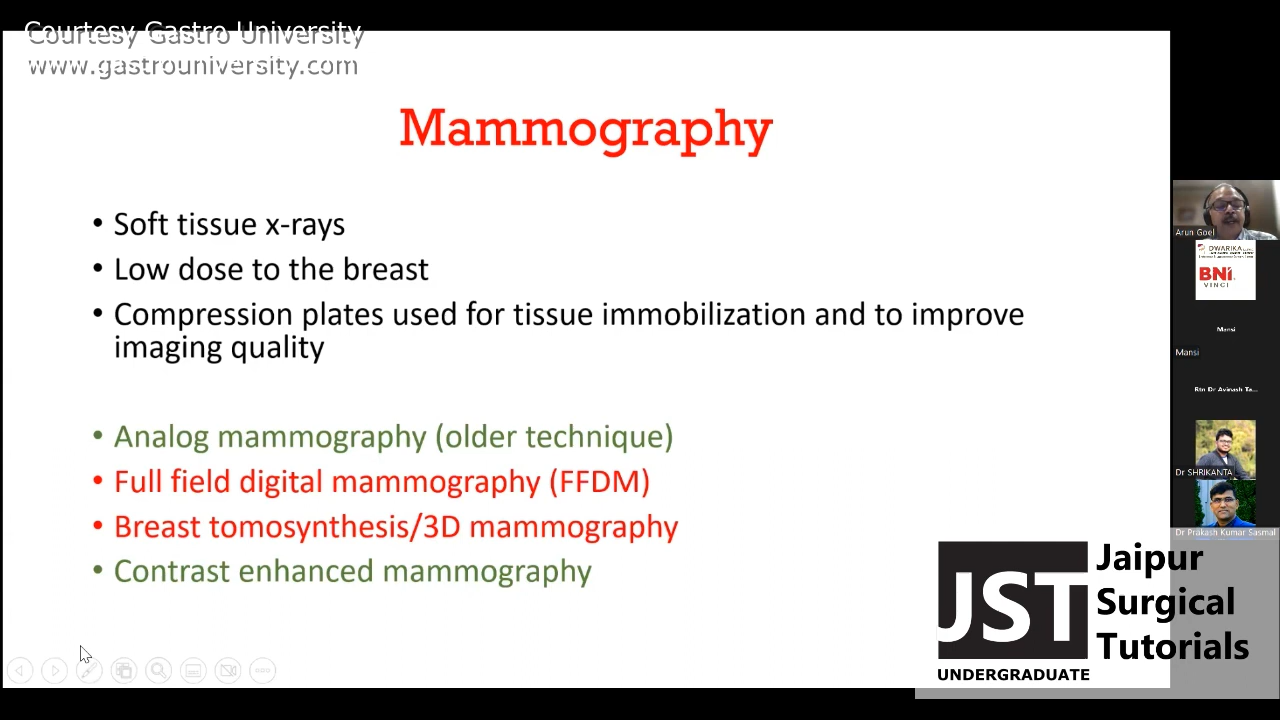 Courtesy Gastro University
www.gastrouniversity.com
Mammography
• Soft tissue x-rays
• Low dose to the breast
• Compression plates used for tissue immobilization and to improve
imaging quality
• Analog mammography (older technique)
• Full field digital mammography (FFDM)
• Breast tomosynthesis/3D mammography
• Contrast enhanced mammography
Arun Goel
DWARIKA
BNI
VINCI
Mansi
Mansi
Rtn Dr Avinash Ta...
Dr SHRIKANTA
Dr Prakash Kumar Sasmal
JST
UNDERGRADUATE
Jaipur
Surgical
Tutorials